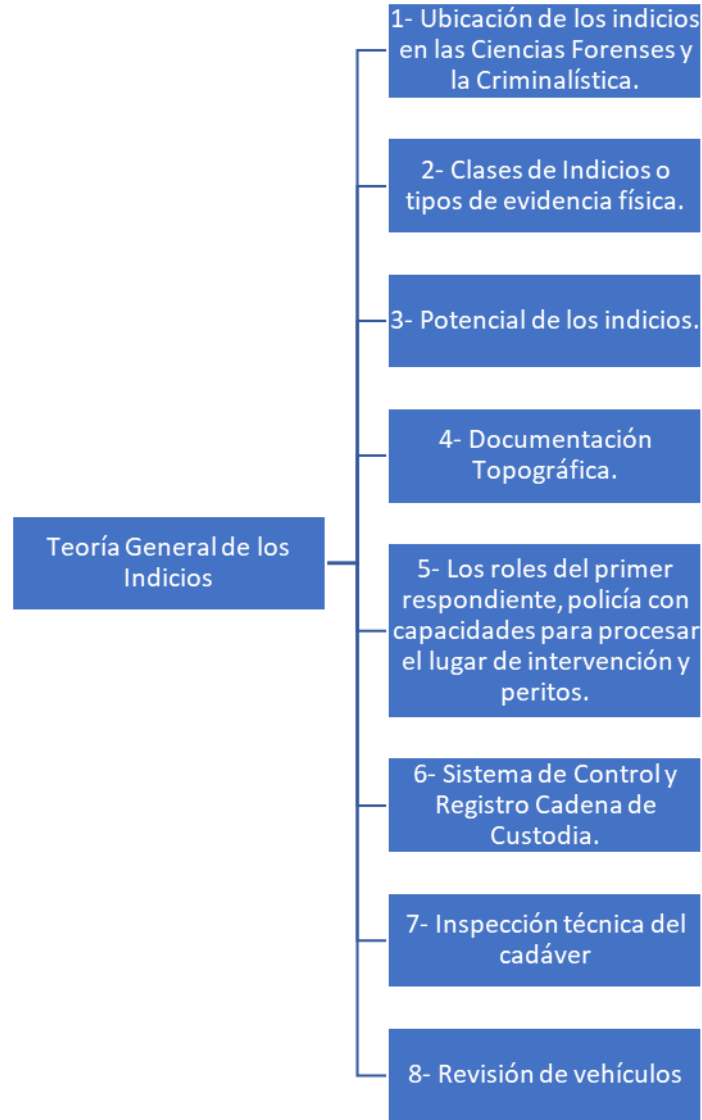 1- Ubicación de los indicios
en las Ciencias Forenses y
la Criminalística.
2- Clases de Indicios o
tipos de evidencia física.
3- Potencial de los indicios.
4- Documentación
Topográfica.
Teoría General de los
Indicios
5- Los roles del primer
respondiente, policía con
capacidades para procesar
el lugar de intervención y
peritos.
6- Sistema de Control y
Registro Cadena de
Custodia.
7- Inspección técnica del
cadáver
8- Revisión de vehículos